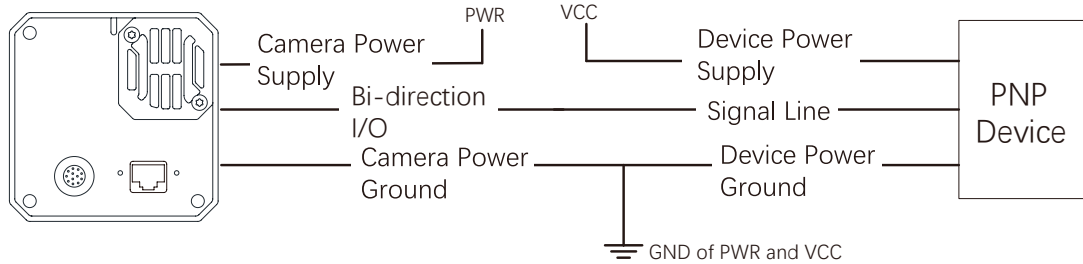 PWR
VCC
Camera Power
Supply
Device Power
Supply
Bi-direction
I/O
Signal Line
PNP
Device
Camera Power
Ground
Device Power
Ground
GND of PWR and VCC